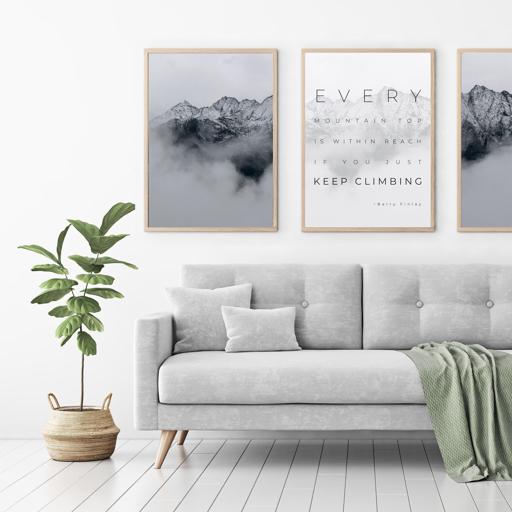 EVERY
MOUNTAIN TOP
IS WITHIN REACH
IF YOU JUST
KEEP CLIMBING
-Barry Finlay